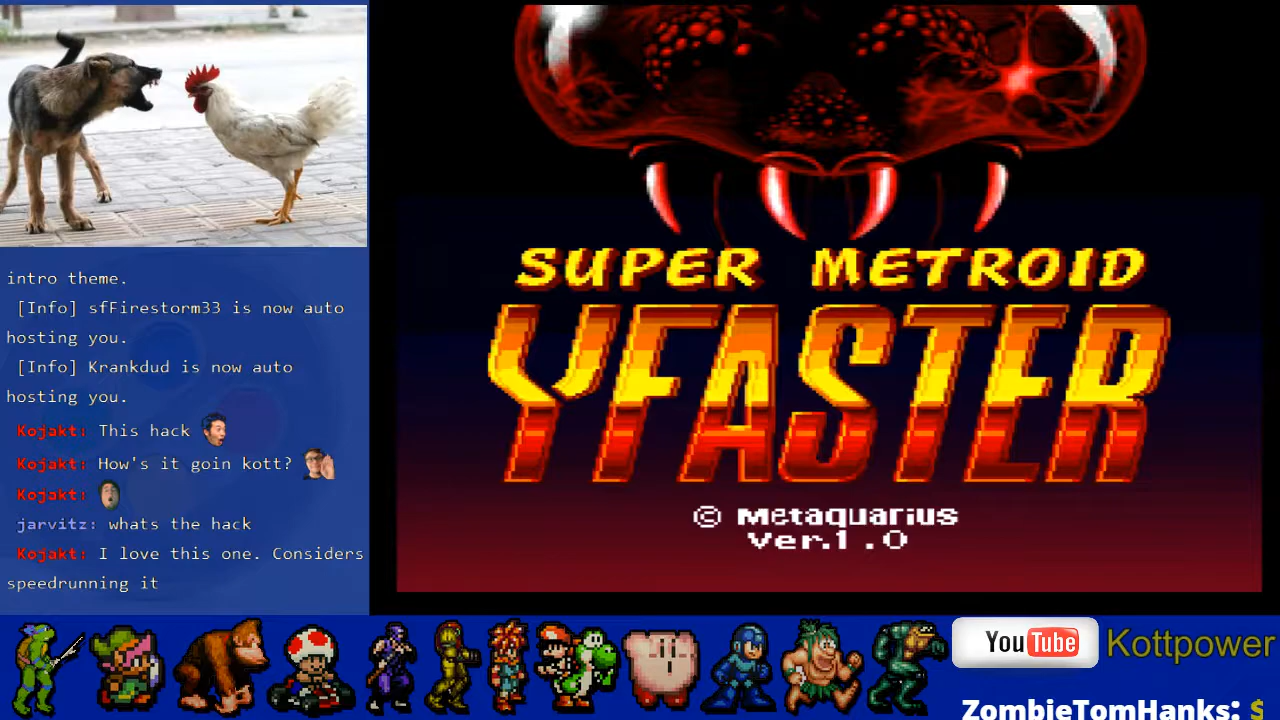 intro theme.
[Info] sfFirestorm33 is now auto
hosting you.
[Info] Krankdud is now auto
hosting you.
Kojakt: This hack
Kojakt: How's it goin kott?
Kojakt:
jarvitz: whats the hack
Kojakt: I love this one. Considers
speedrunning it
SUPER METROID
YFASTER
© Metaquarius
Ver.1.0
YouTube Kottpower
ZombieTomHanks: $